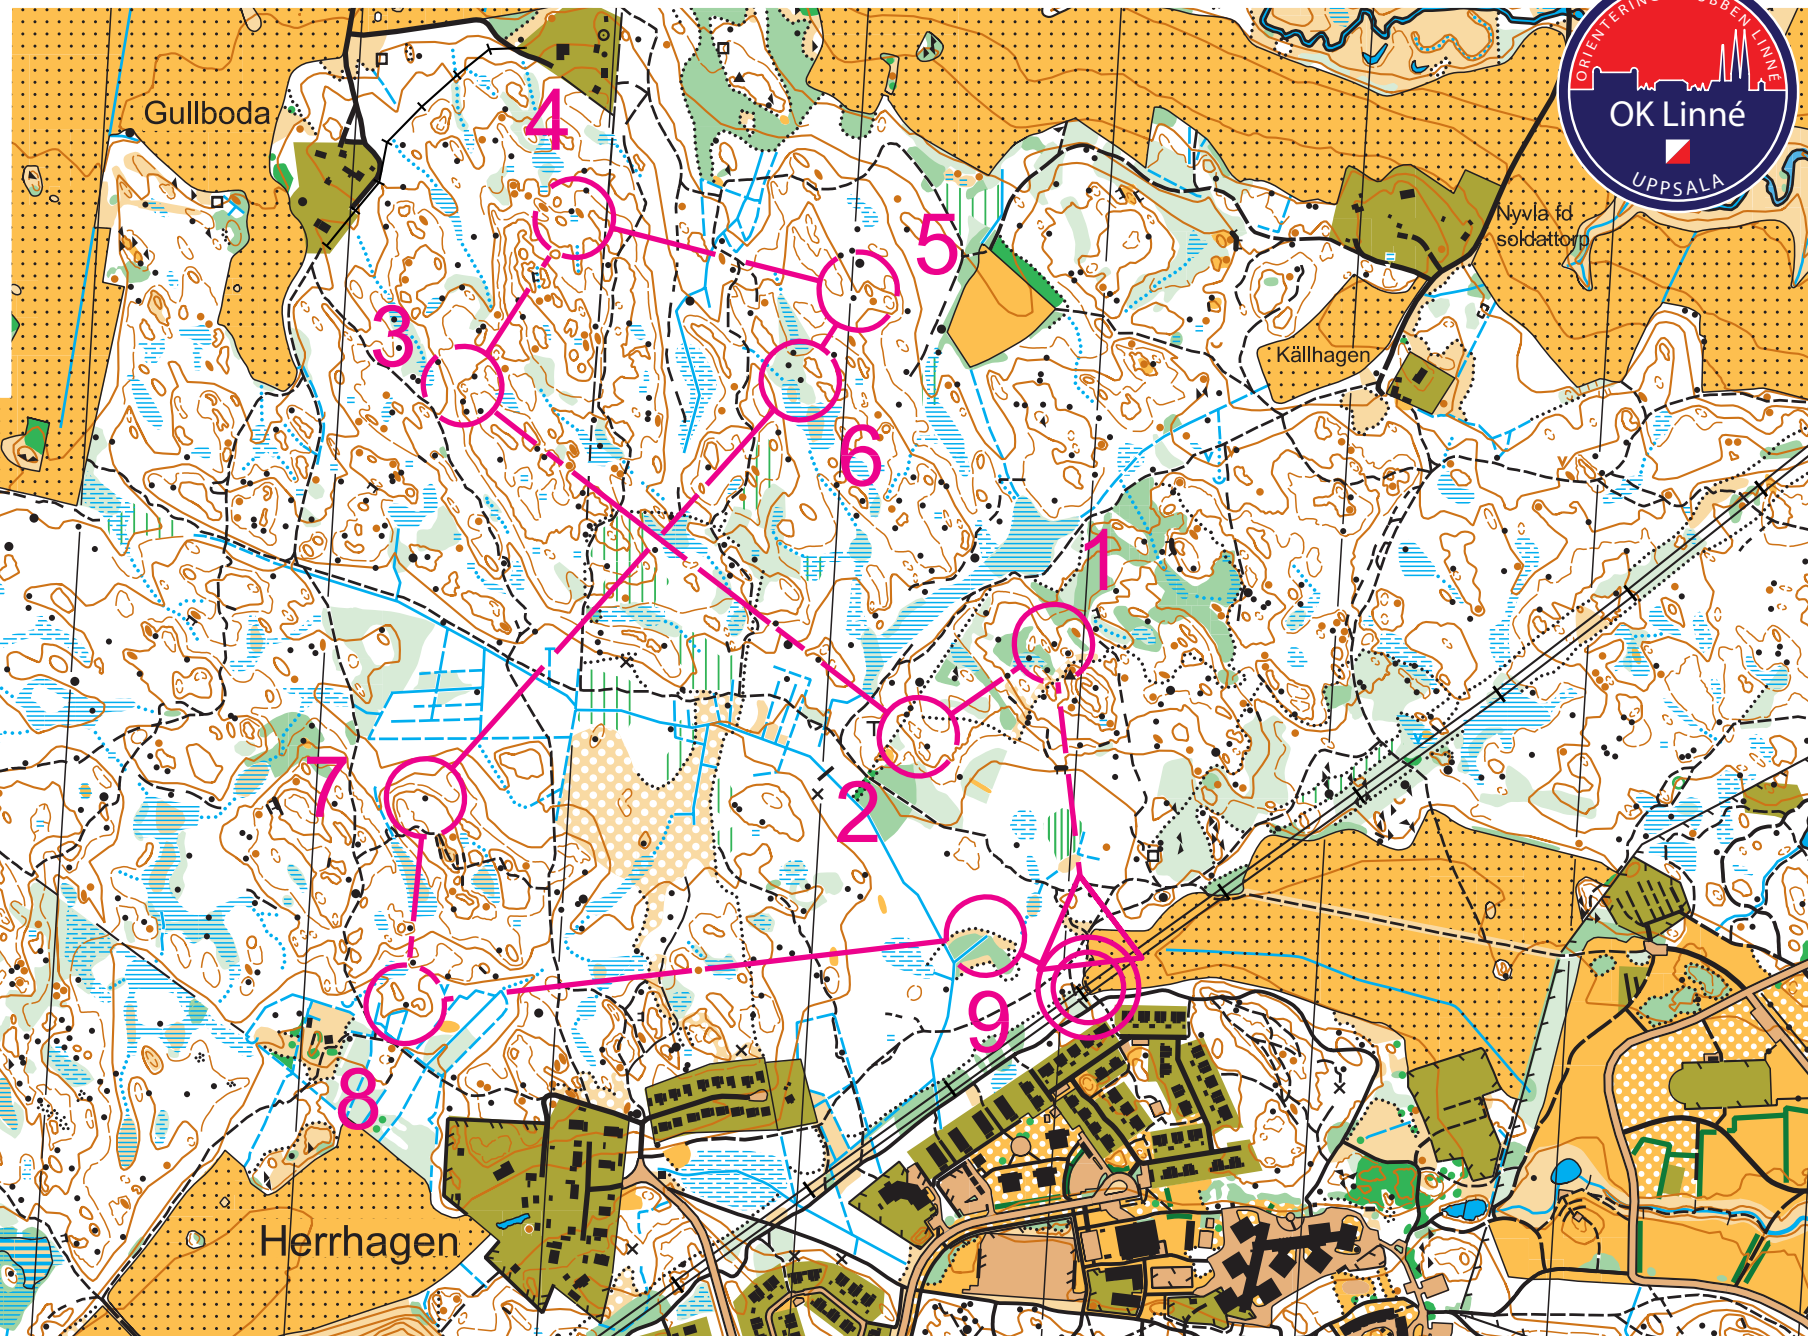 ORIENTERINGSKLUBBEN LINNÉ
OK Linné
UPPSALA
Gullboda
4
5
Nyvla fd
soldattorp
3
Källhagen
6
1
7
2
9
8
Herrhagen